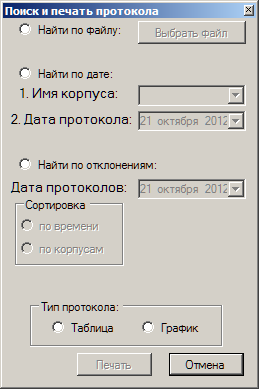 Поиск и печать протокола
Найти по файлу: Выбрать файл
Найти по дате:
1. Имя корпуса:
2. Дата протокола: 21 октября 2012
Найти по отклонениям:
Дата протоколов: 21 октября 2012
Сортировка
по времени
по корпусам
Тип протокола:
Таблица График
Печать Отмена